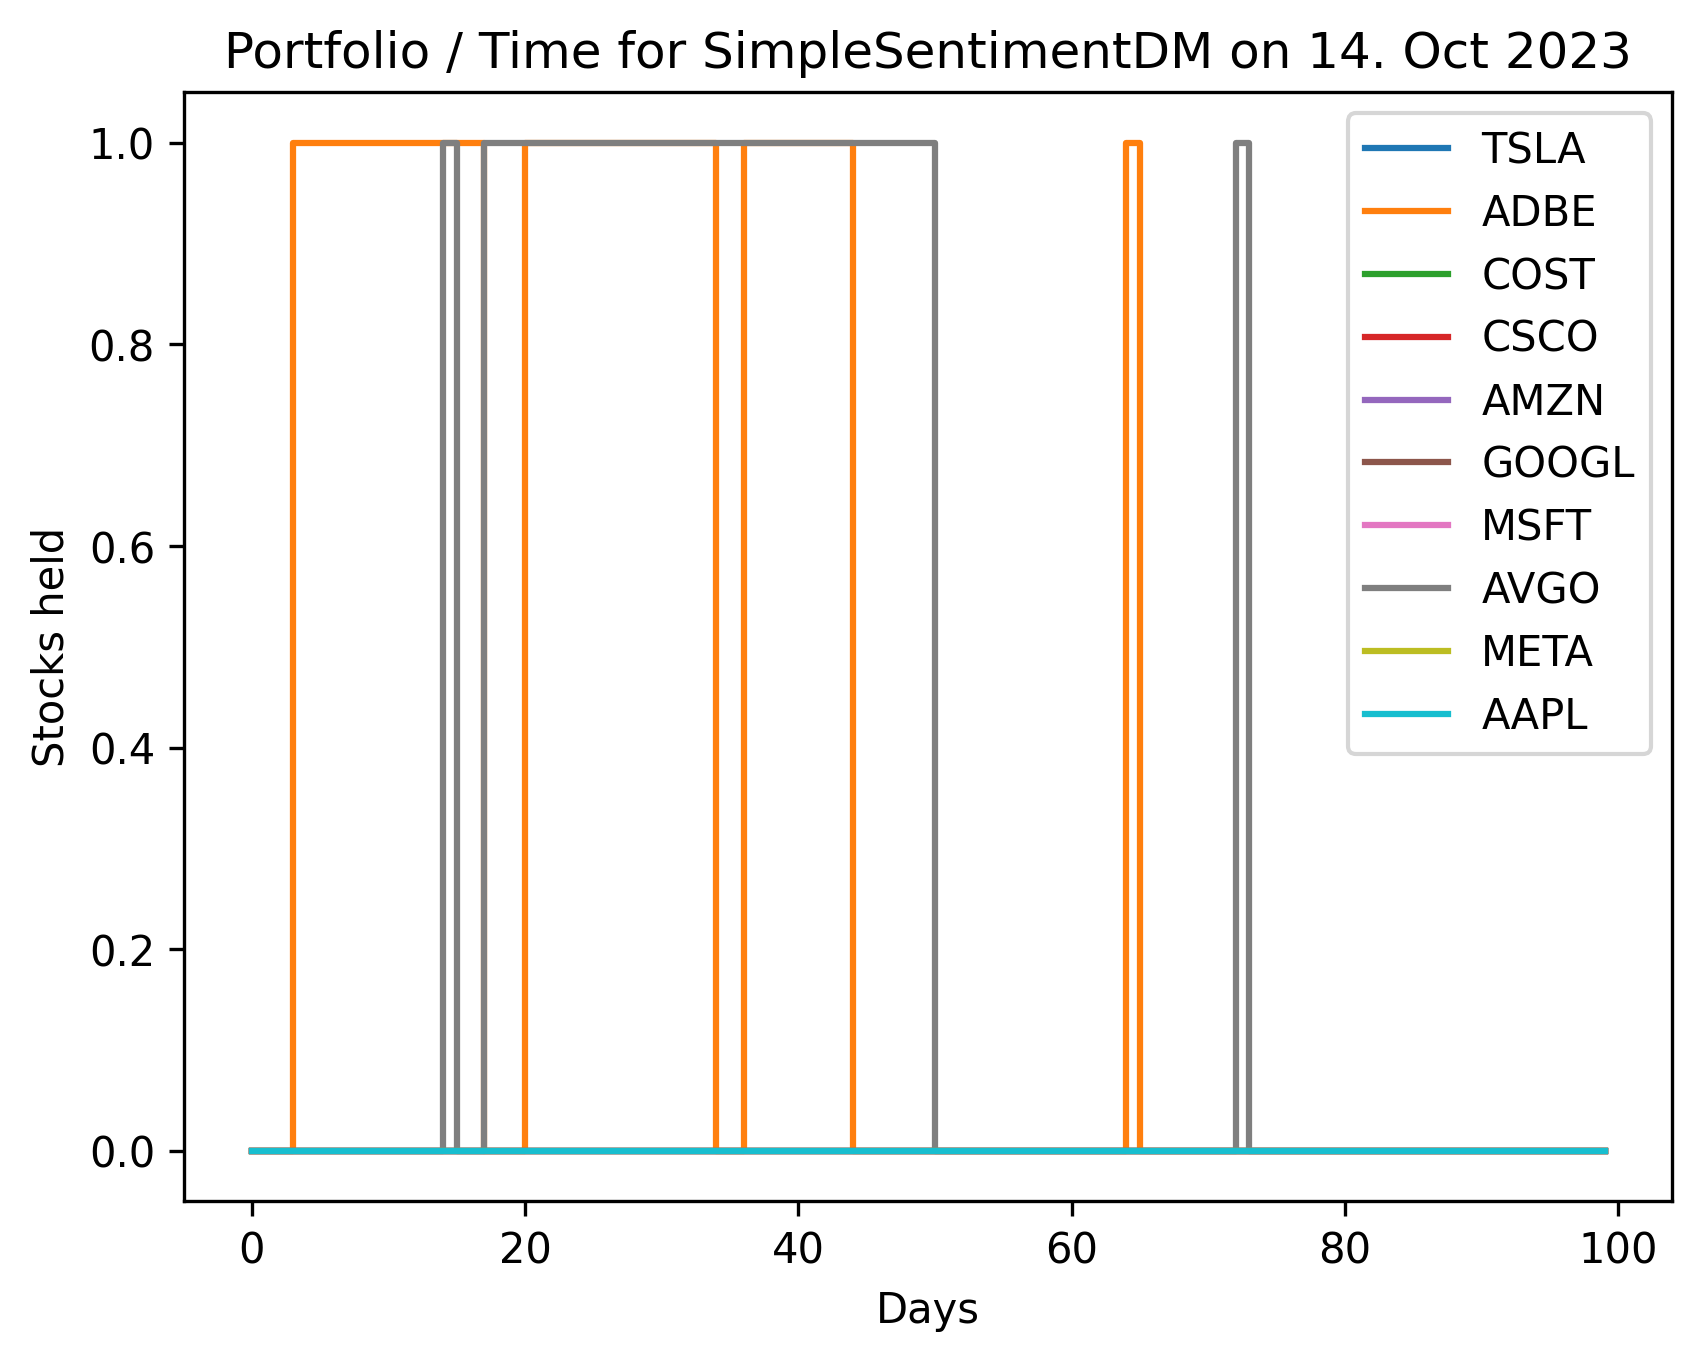 Portfolio / Time for SimpleSentimentDM on 14. Oct 2023
1.0
0.8
0.6
0.4
0.2
0.0
Stocks held
TSLA
ADBE
COST
CSCO
AMZN
GOOGL
MSFT
AVGO
META
AAPL
0 20 40 60 80 100
Days